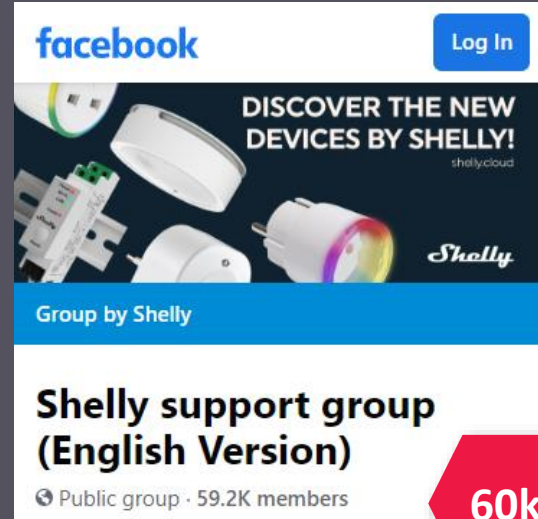 facebook
Log In
DISCOVER THE NEW
DEVICES BY SHELLY!
shelly.cloud
Shelly
Shelly
Group by Shelly
Shelly support group
(English Version)
Public group · 59.2K members
60k